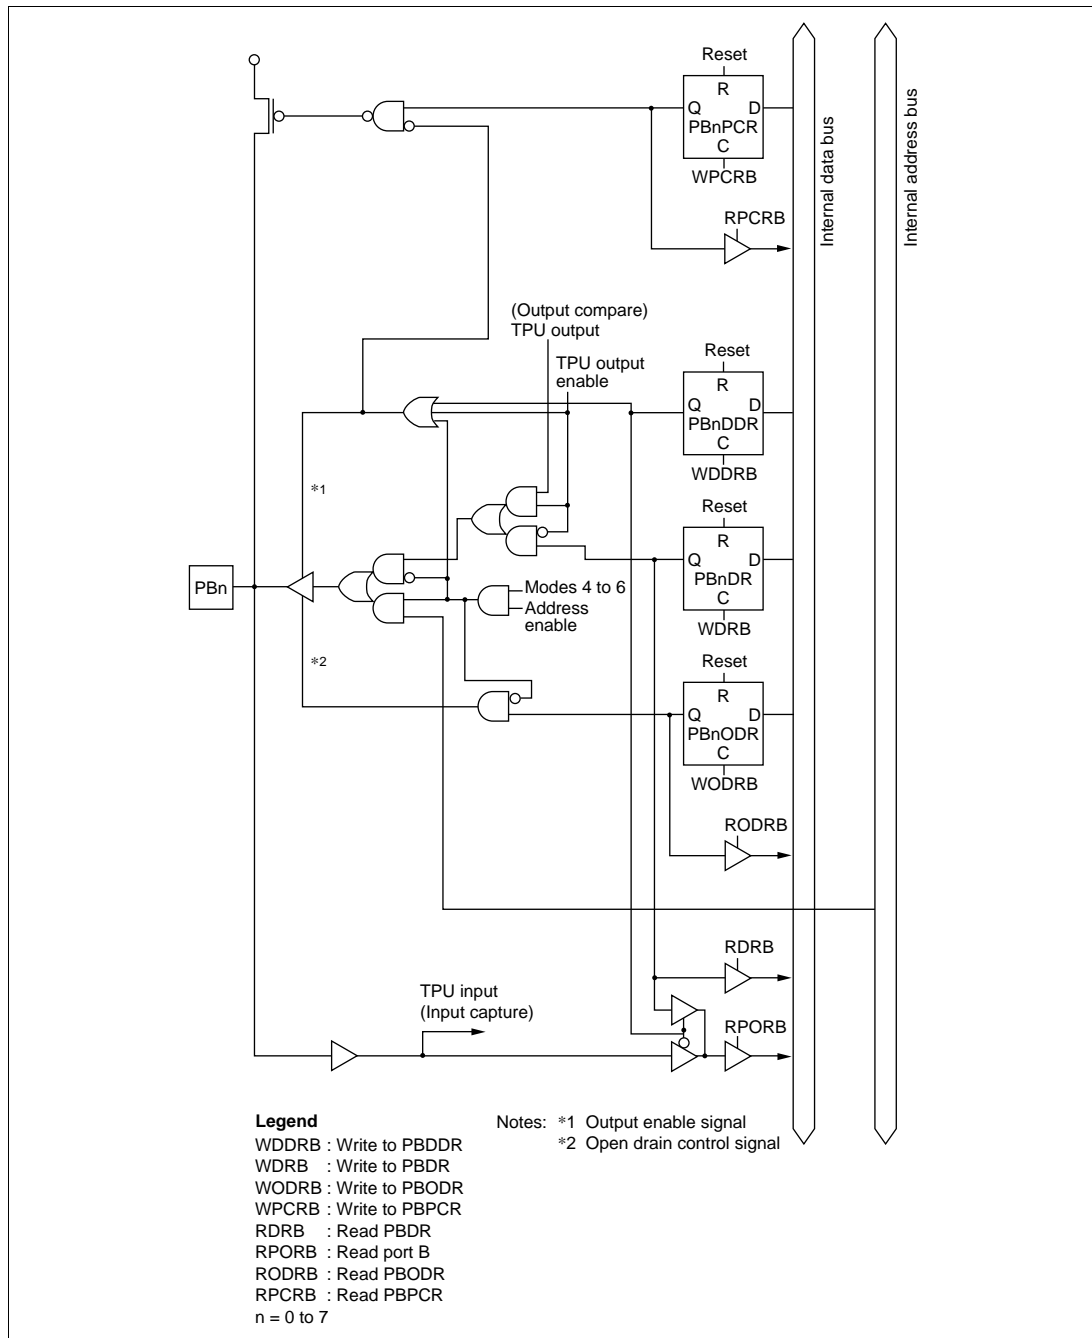 Reset
R
Q D
PBnPCR
C
WPCRB
RPCRB
Internal data bus
Internal address bus
(Output compare)
TPU output
TPU output
enable
Reset
R
Q D
PBnDDR
C
WDDRB
*1
Reset
R
Q D
PBnDR
C
WDRB
PBn
Modes 4 to 6
Address
enable
*2
Reset
R
Q D
PBnODR
C
WODRB
RODRB
RDRB
TPU input
(Input capture)
RPORB
Legend
WDDRB : Write to PBDDR
WDRB : Write to PBDR
WODRB : Write to PBODR
WPCRB : Write to PBPCR
RDRB : Read PBDR
RPORB : Read port B
RODRB : Read PBODR
RPCRB : Read PBPCR
n = 0 to 7
Notes: *1 Output enable signal
*2 Open drain control signal